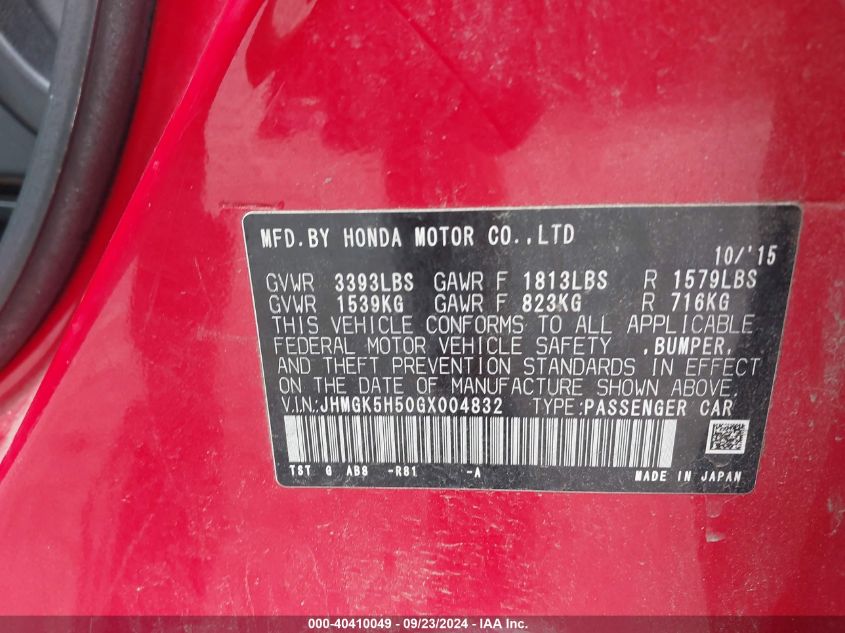 MFD.BY HONDA MOTOR CO.,LTD
10/'15
GVWR 3393LBS GAWR F 1813LBS R 1579LBS
GVWR 1539KG GAWR F 823KG R 716KG
THIS VEHICLE CONFORMS TO ALL APPLICABLE
FEDERAL MOTOR VEHICLE SAFETY ,BUMPER,
AND THEFT PREVENTION STANDARDS IN EFFECT
ON THE DATE OF MANUFACTURE SHOWN ABOVE.
V.I.N:JHMGK5H50GX004832 TYPE:PASSENGER CAR
TST G ABS -R81 -A MADE IN JAPAN
000-40410049 - 09/23/2024 - IAA Inc.